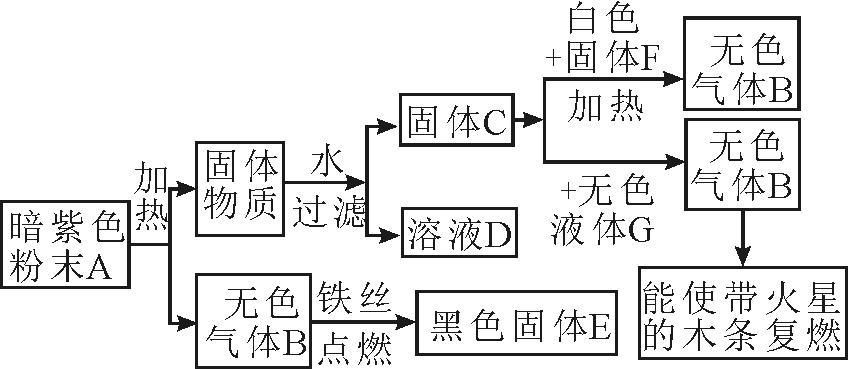 暗紫色
粉末A
加热
固体
物质
水
过滤
固体C
白色
+固体F
加热
无色
气体B
+无色
液体G
无色
气体B
能使带火星
的木条复燃
溶液D
无色
气体B
铁丝
点燃
黑色固体E